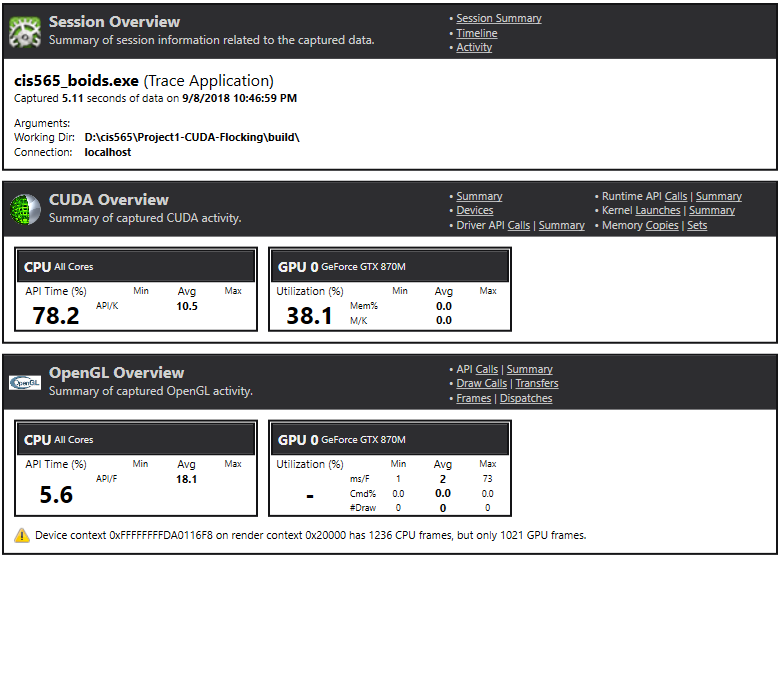 Session Overview
Summary of session information related to the captured data.
• Session Summary
• Timeline
• Activity
cis565_boids.exe (Trace Application)
Captured 5.11 seconds of data on 9/8/2018 10:46:59 PM
Arguments:
Working Dir: D:\cis565\Project1-CUDA-Flocking\build\
Connection: localhost
CUDA Overview
Summary of captured CUDA activity.
• Summary
• Devices
• Driver API Calls | Summary
• Runtime API Calls | Summary
• Kernel Launches | Summary
• Memory Copies | Sets
CPU All Cores
API Time (%) Min Avg Max
78.2 API/K 10.5
GPU 0 GeForce GTX 870M
Utilization (%) Min Avg Max
38.1 Mem% 0.0
M/K 0.0
OpenGL
OpenGL Overview
Summary of captured OpenGL activity.
• API Calls | Summary
• Draw Calls | Transfers
• Frames | Dispatches
CPU All Cores
API Time (%) Min Avg Max
5.6 API/F 18.1
GPU 0 GeForce GTX 870M
Utilization (%) Min Avg Max
ms/F 1 2 73
- Cmd% 0.0 0.0 0.0
#Draw 0 0 0
Device context 0xFFFFFFFFDA0116F8 on render context 0x20000 has 1236 CPU frames, but only 1021 GPU frames.